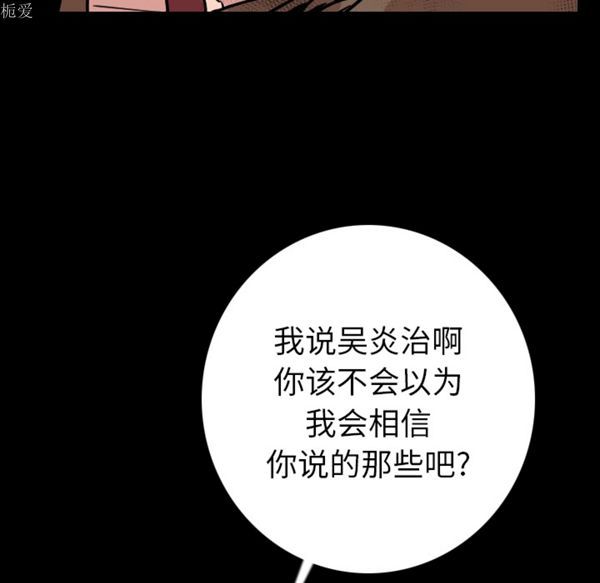 栀爱
我说吴炎治啊
你该不会以为
我会相信
你说的那些吧?